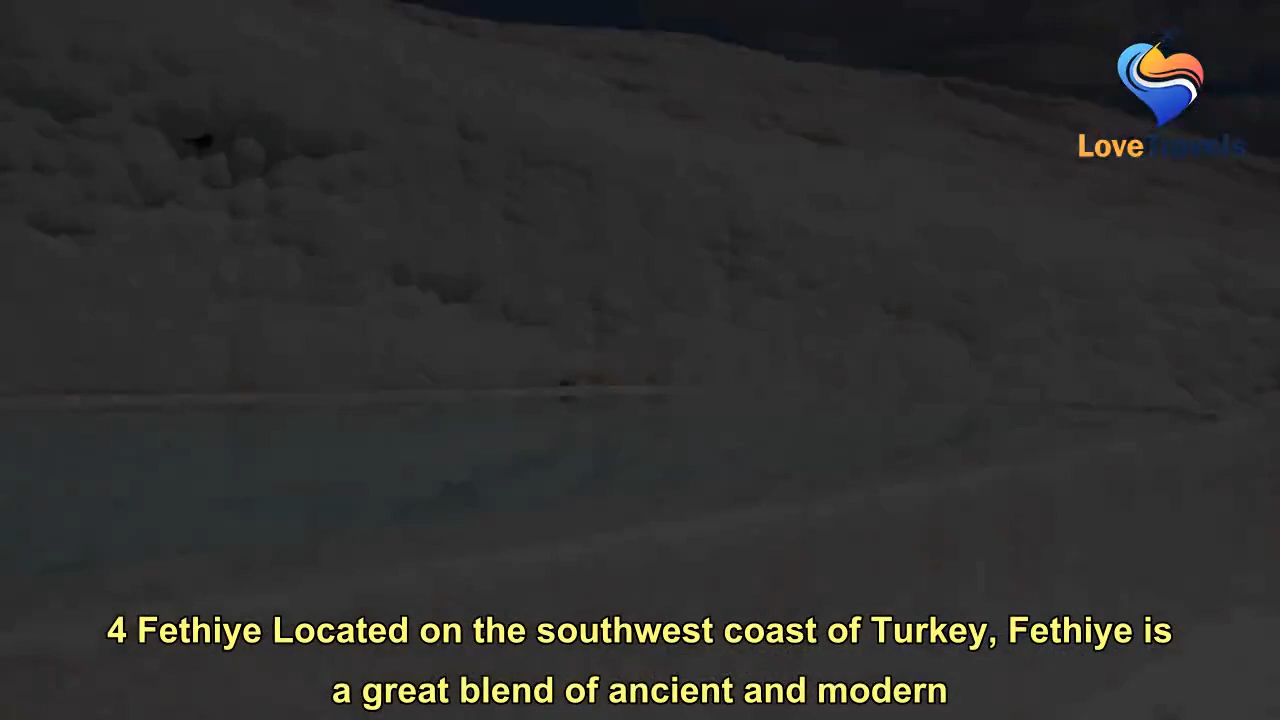 LoveTravels
4 Fethiye Located on the southwest coast of Turkey, Fethiye is
a great blend of ancient and modern